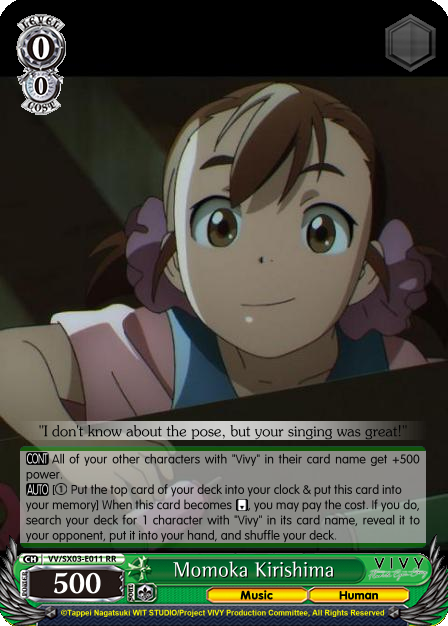 LEVEL
0
0
COST
"I don't know about the pose, but your singing was great!"
CONT All of your other characters with "Vivy" in their card name get +500
power.
AUTO [① Put the top card of your deck into your clock & put this card into
your memory] When this card becomes , you may pay the cost. If you do,
search your deck for 1 character with "Vivy" in its card name, reveal it to
your opponent, put it into your hand, and shuffle your deck.
CH VV/SX03-E011 RR
POWER
500
SOUL
Momoka Kirishima
VIVY
Music
Human
©Tappei Nagatsuki WIT STUDIO/Project VIVY Production Committee, All Rights Reserved